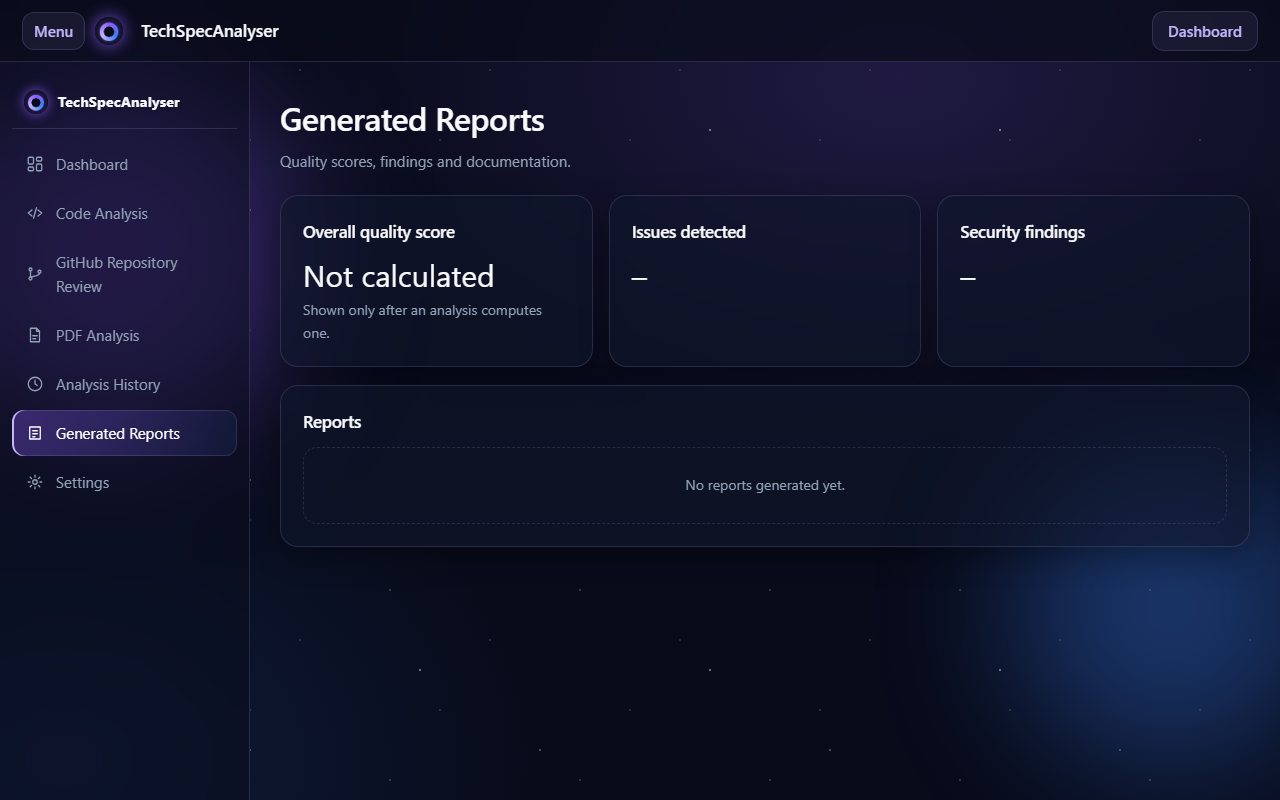 Menu
TechSpecAnalyser
Dashboard
TechSpecAnalyser
Dashboard
Code Analysis
GitHub Repository
Review
PDF Analysis
Analysis History
Generated Reports
Settings
Generated Reports
Quality scores, findings and documentation.
Overall quality score
Not calculated
Shown only after an analysis computes
one.
Issues detected
—
Security findings
—
Reports
No reports generated yet.